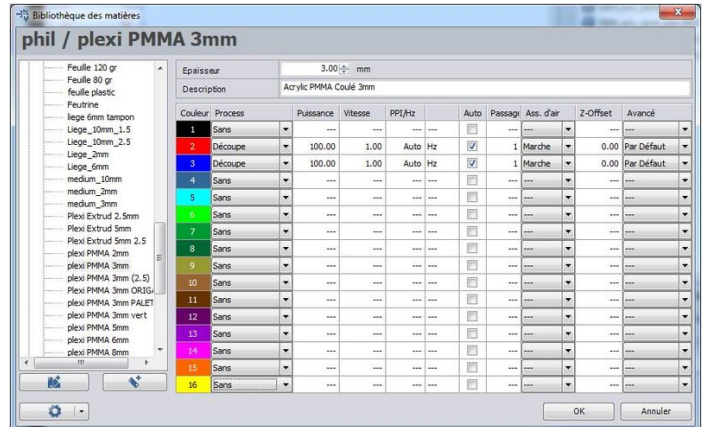 Bibliothèque des matières
phil / plexi PMMA 3mm
Feuille 120 gr
Feuille 80 gr
feuille plastic
Feutrine
liege 6mm tampon
Liege_10mm_1.5
Liege_10mm_2.5
Liege_2mm
Liege_6mm
medium_10mm
medium_2mm
medium_3mm
Plexi Extrud 2.5mm
Plexi Extrud 5mm
Plexi Extrud 5mm 2.5
plexi PMMA 2mm
plexi PMMA 3mm
plexi PMMA 3mm (2.5)
plexi PMMA 3mm ORIGA
plexi PMMA 3mm PALET
plexi PMMA 3mm vert
plexi PMMA 5mm
plexi PMMA 6mm
plexi PMMA 8mm
Epaisseur 3.00 mm
Description Acrylic PMMA Coulé 3mm
Couleur Process Puissance Vitesse PPI/Hz Auto Passage Ass. d'air Z-Offset Avancé
1 Sans --- --- --- --- --- --- --- ---
2 Découpe 100.00 1.00 Auto Hz 1 Marche 0.00 Par Défaut
3 Découpe 100.00 1.00 Auto Hz 1 Marche 0.00 Par Défaut
4 Sans --- --- --- --- --- --- --- ---
5 Sans --- --- --- --- --- --- --- ---
6 Sans --- --- --- --- --- --- --- ---
7 Sans --- --- --- --- --- --- --- ---
8 Sans --- --- --- --- --- --- --- ---
9 Sans --- --- --- --- --- --- --- ---
10 Sans --- --- --- --- --- --- --- ---
11 Sans --- --- --- --- --- --- --- ---
12 Sans --- --- --- --- --- --- --- ---
13 Sans --- --- --- --- --- --- --- ---
14 Sans --- --- --- --- --- --- --- ---
15 Sans --- --- --- --- --- --- --- ---
16 Sans --- --- --- --- --- --- --- ---
OK Annuler